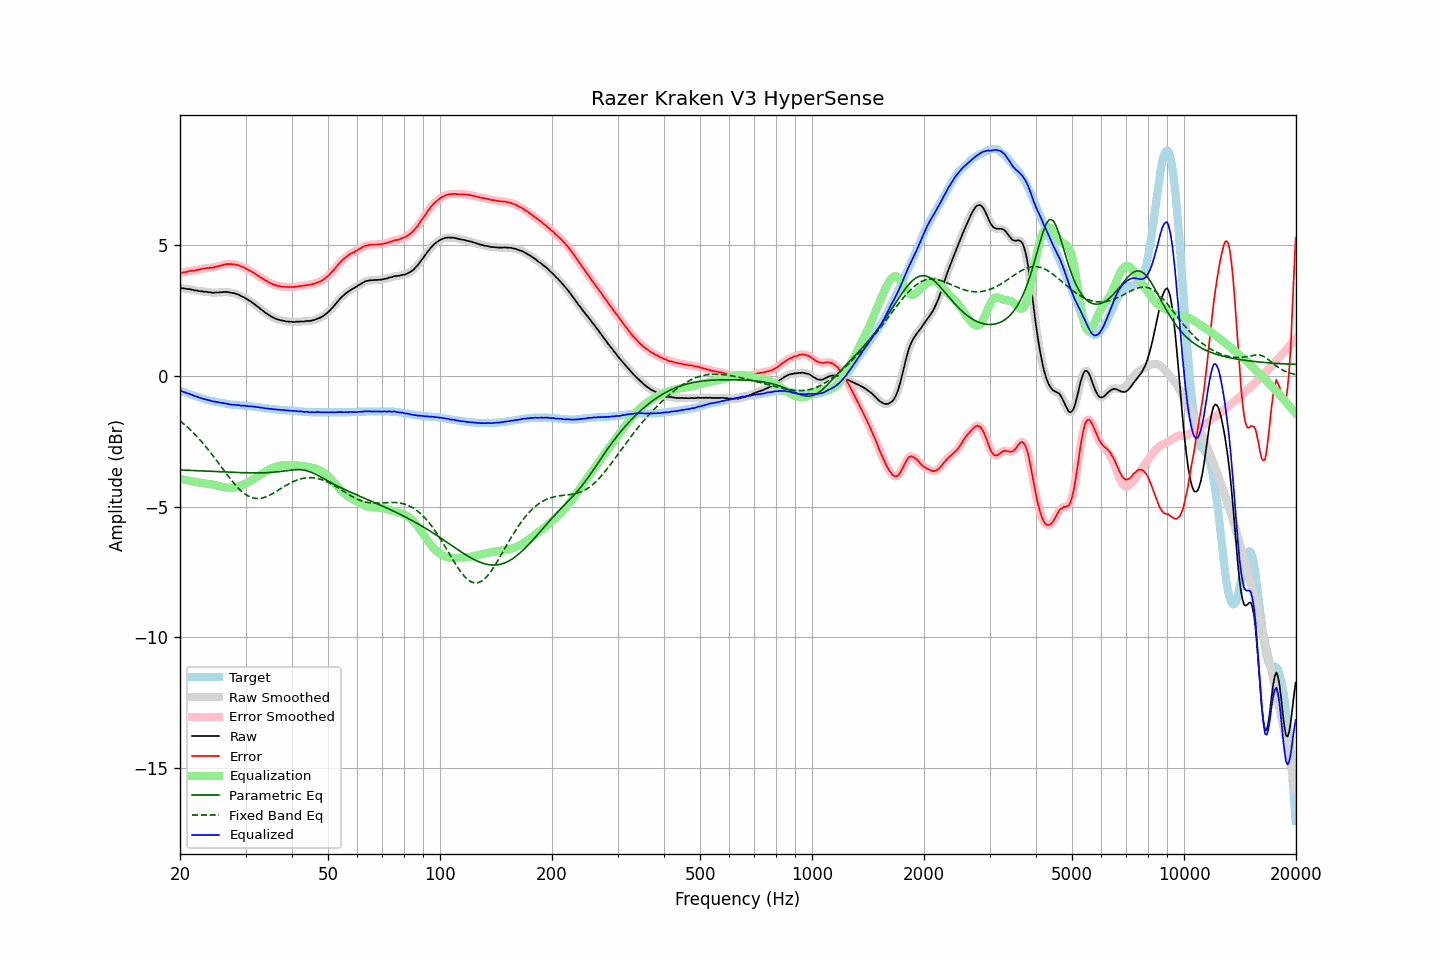 Razer Kraken V3 HyperSense
Amplitude (dBr)
5
0
−5
−10
−15
Target
Raw Smoothed
Error Smoothed
Raw
Error
Equalization
Parametric Eq
Fixed Band Eq
Equalized
20 50 100 200 500 1000 2000 5000 10000 20000
Frequency (Hz)